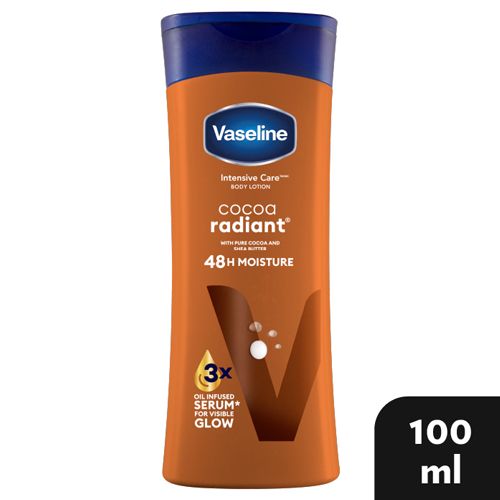 Vaseline
Intensive Care™
BODY LOTION
cocoa
radiant®
WITH PURE COCOA AND
SHEA BUTTER
48H MOISTURE
3x
OIL INFUSED
SERUM*
FOR VISIBLE
GLOW
100
ml